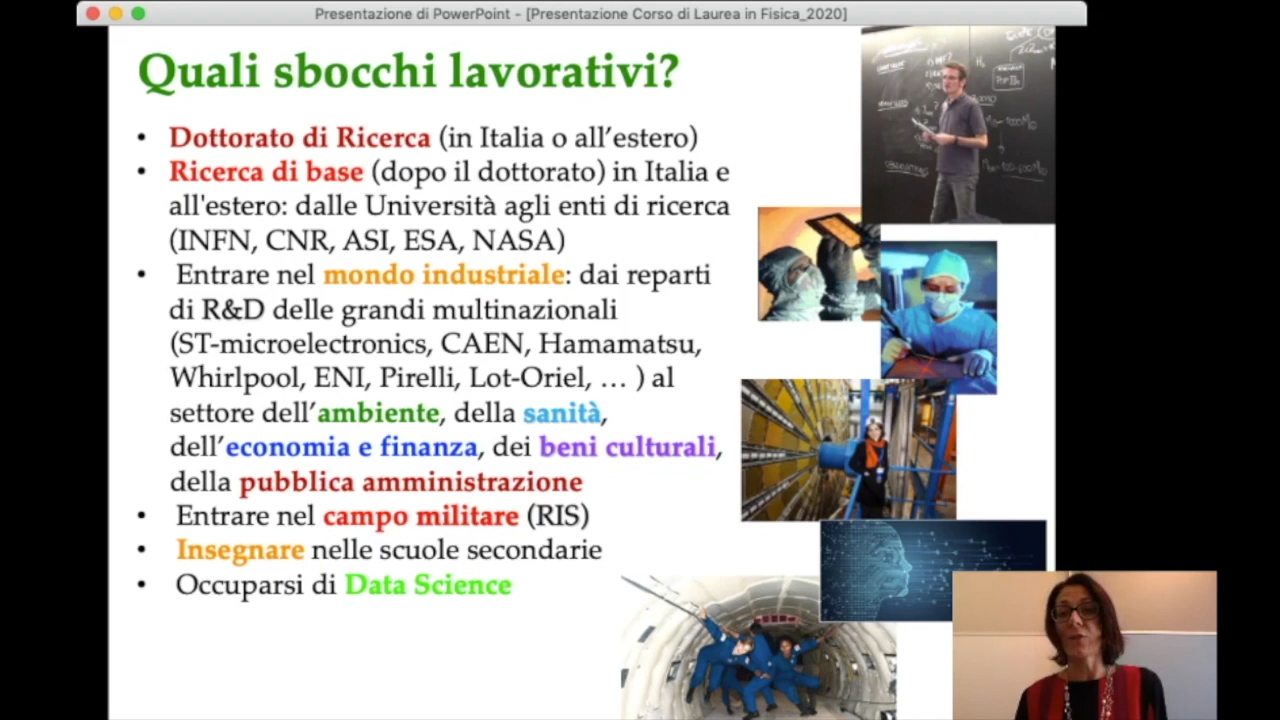 Presentazione di PowerPoint - [Presentazione Corso di Laurea in Fisica_2020]
Quali sbocchi lavorativi?
• Dottorato di Ricerca (in Italia o all’estero)
• Ricerca di base (dopo il dottorato) in Italia e
all'estero: dalle Università agli enti di ricerca
(INFN, CNR, ASI, ESA, NASA)
• Entrare nel mondo industriale: dai reparti
di R&D delle grandi multinazionali
(ST-microelectronics, CAEN, Hamamatsu,
Whirlpool, ENI, Pirelli, Lot-Oriel, … ) al
settore dell’ambiente, della sanità,
dell’economia e finanza, dei beni culturali,
della pubblica amministrazione
• Entrare nel campo militare (RIS)
• Insegnare nelle scuole secondarie
• Occuparsi di Data Science